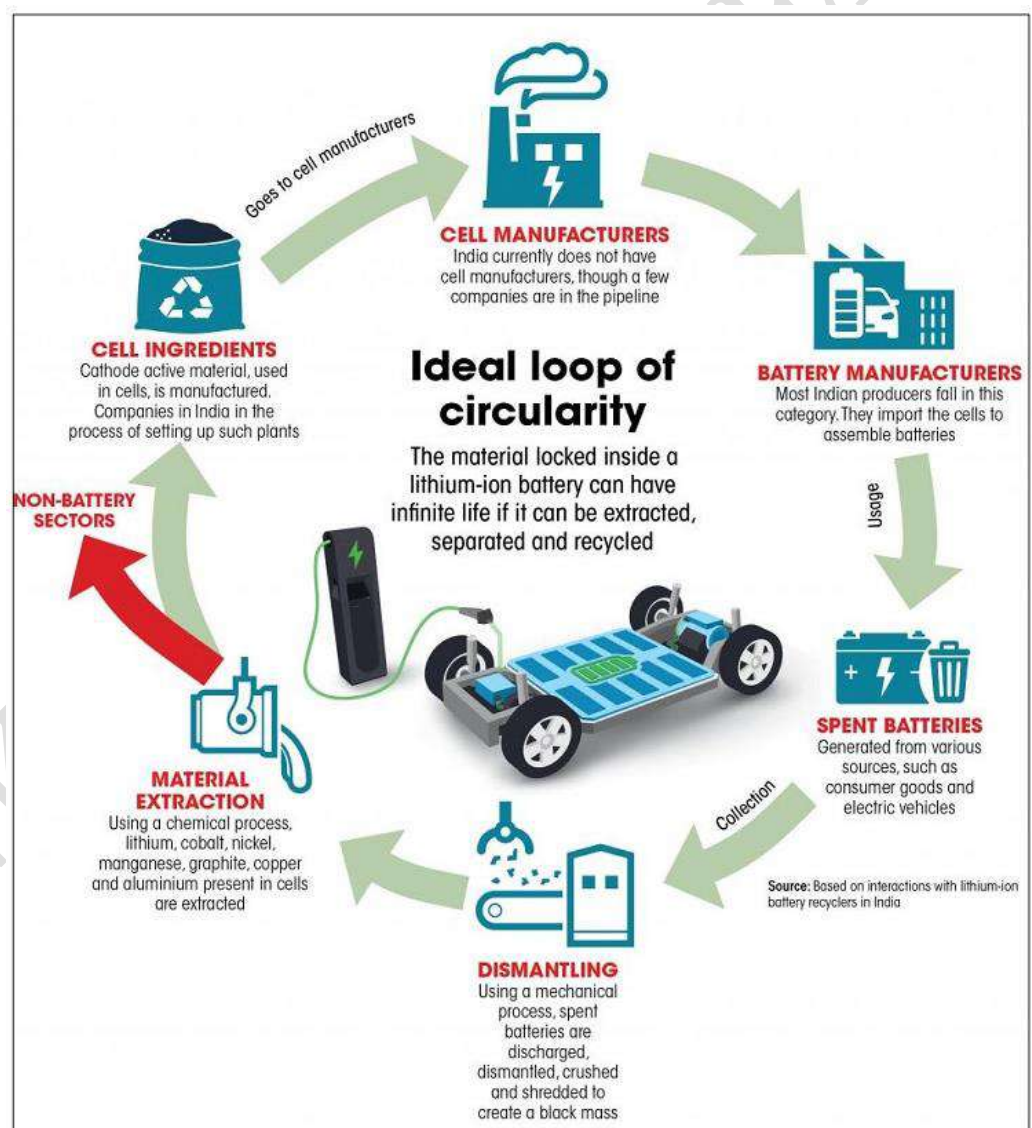 Goes to cell manufacturers
CELL MANUFACTURERS
India currently does not have
cell manufacturers, though a few
companies are in the pipeline
BATTERY MANUFACTURERS
Most Indian producers fall in this
category. They import the cells to
assemble batteries
Usage
SPENT BATTERIES
Generated from various
sources, such as
consumer goods and
electric vehicles
Collection
DISMANTLING
Using a mechanical
process, spent
batteries are
discharged,
dismantled, crushed
and shredded to
create a black mass
MATERIAL
EXTRACTION
Using a chemical process,
lithium, cobalt, nickel,
manganese, graphite, copper
and aluminium present in cells
are extracted
NON-BATTERY
SECTORS
CELL INGREDIENTS
Cathode active material, used
in cells, is manufactured.
Companies in India in the
process of setting up such plants
Ideal loop of
circularity
The material locked inside a
lithium-ion battery can have
infinite life if it can be extracted,
separated and recycled
Source: Based on interactions with lithium-ion
battery recyclers in India